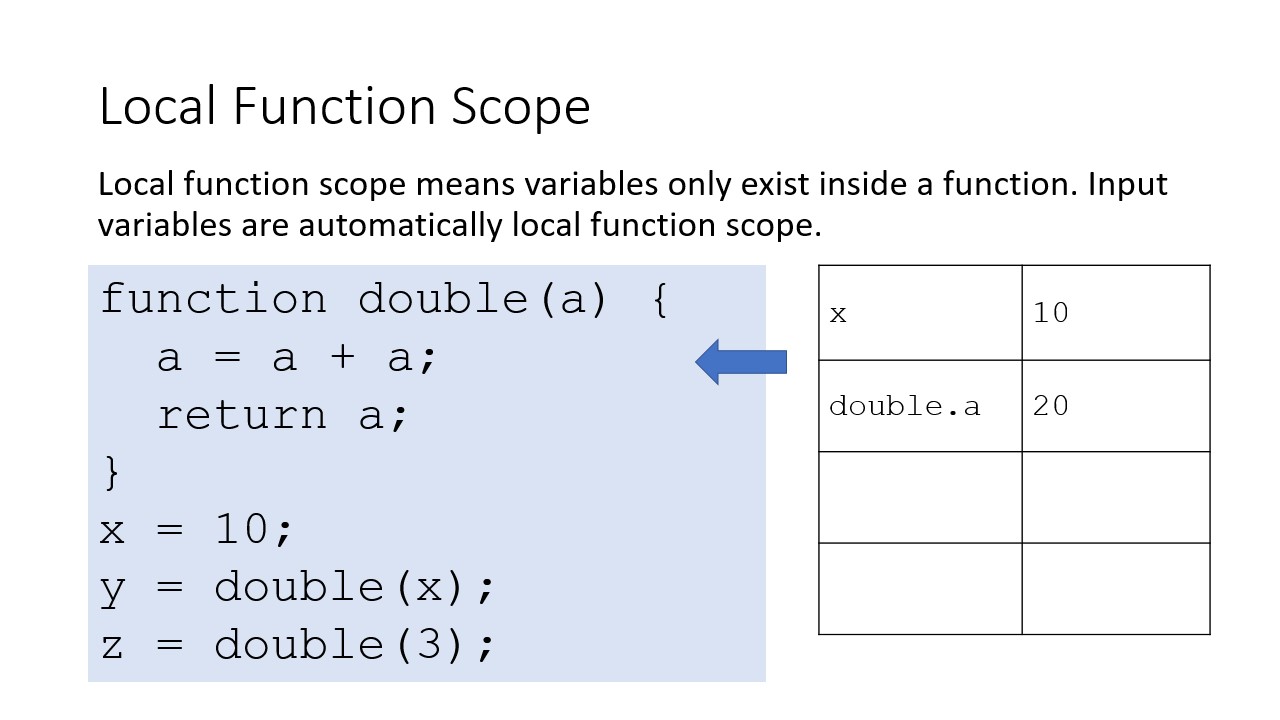 Local Function Scope
Local function scope means variables only exist inside a function. Input
variables are automatically local function scope.
function double(a) {
  a = a + a;
  return a;
}
x = 10;
y = double(x);
z = double(3);
x 10
double.a 20